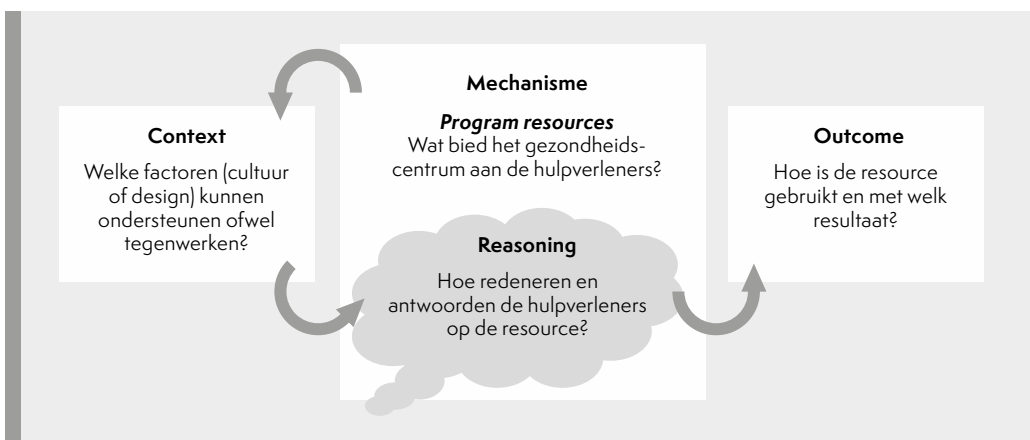 Context
Welke factoren (cultuur
of design) kunnen
ondersteunen ofwel
tegenwerken?
Mechanisme
Program resources
Wat bied het gezondheids-
centrum aan de hulpverleners?
Reasoning
Hoe redeneren en
antwoorden de hulpverleners
op de resource?
Outcome
Hoe is de resource
gebruikt en met welk
resultaat?